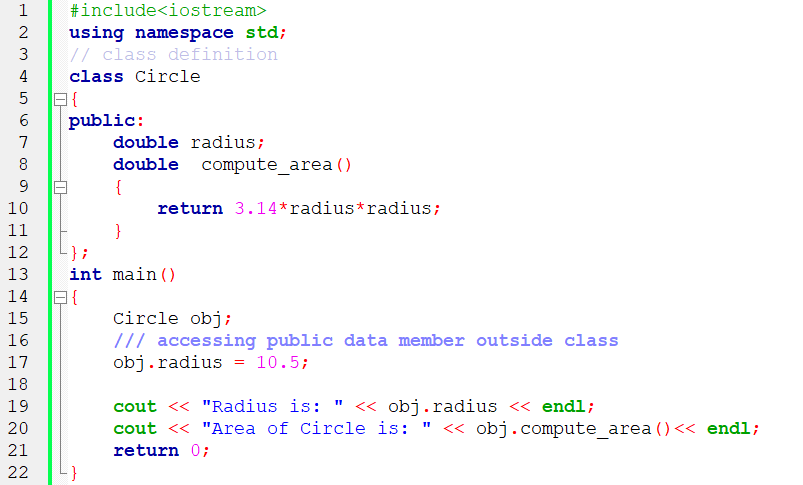 1 #include<iostream>
2 using namespace std;
3 // class definition
4 class Circle
5 {
6 public:
7     double radius;
8     double  compute_area()
9     {
10         return 3.14*radius*radius;
11     }
12 };
13 int main()
14 {
15     Circle obj;
16     /// accessing public data member outside class
17     obj.radius = 10.5;
18
19     cout << "Radius is: " << obj.radius << endl;
20     cout << "Area of Circle is: " << obj.compute_area()<< endl;
21     return 0;
22 }